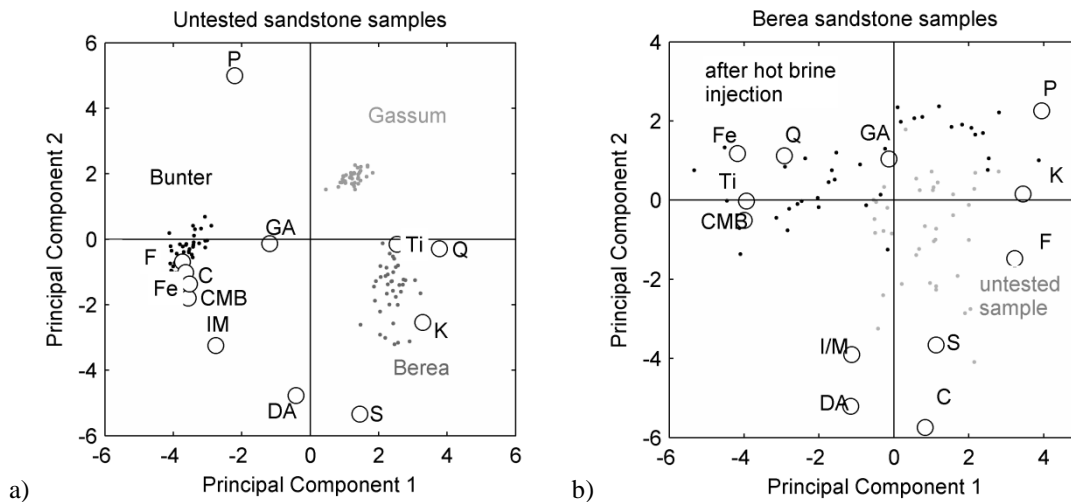 Untested sandstone samples
6
4
2
0
-2
-4
-6
Principal Component 2
P
Gassum
Bunter
GA
Ti
Q
F
C
Fe
CMB
IM
K
Berea
DA
S
-6
-4
-2
0
2
4
6
Principal Component 1
a)
Berea sandstone samples
4
2
0
-2
-4
-6
Principal Component 2
after hot brine
injection
P
Fe
Q
GA
K
Ti
CMB
F
untested
sample
I/M
S
DA
C
-6
-4
-2
0
2
4
Principal Component 1
b)